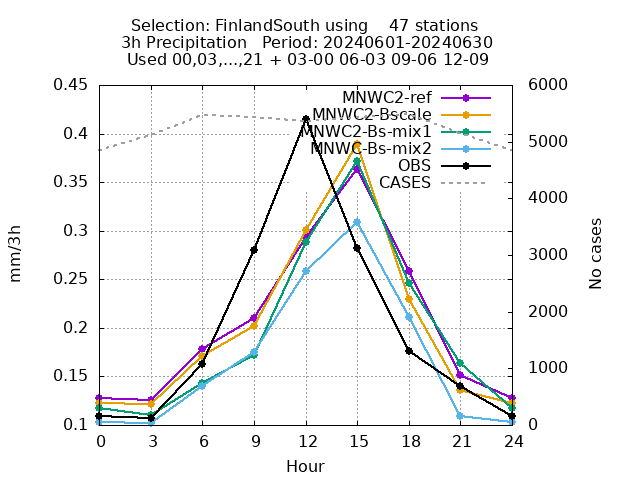 Selection: FinlandSouth using    47 stations
3h Precipitation   Period: 20240601-20240630
Used 00,03,...,21 + 03-00 06-03 09-06 12-09
0.45
0.4
0.35
0.3
0.25
0.2
0.15
0.1
6000
5000
4000
3000
2000
1000
0
MNWC2-ref
MNWC2-Bscale
MNWC2-Bs-mix1
MNWC-Bs-mix2
OBS
CASES
mm/3h
No cases
0 3 6 9 12 15 18 21 24
Hour